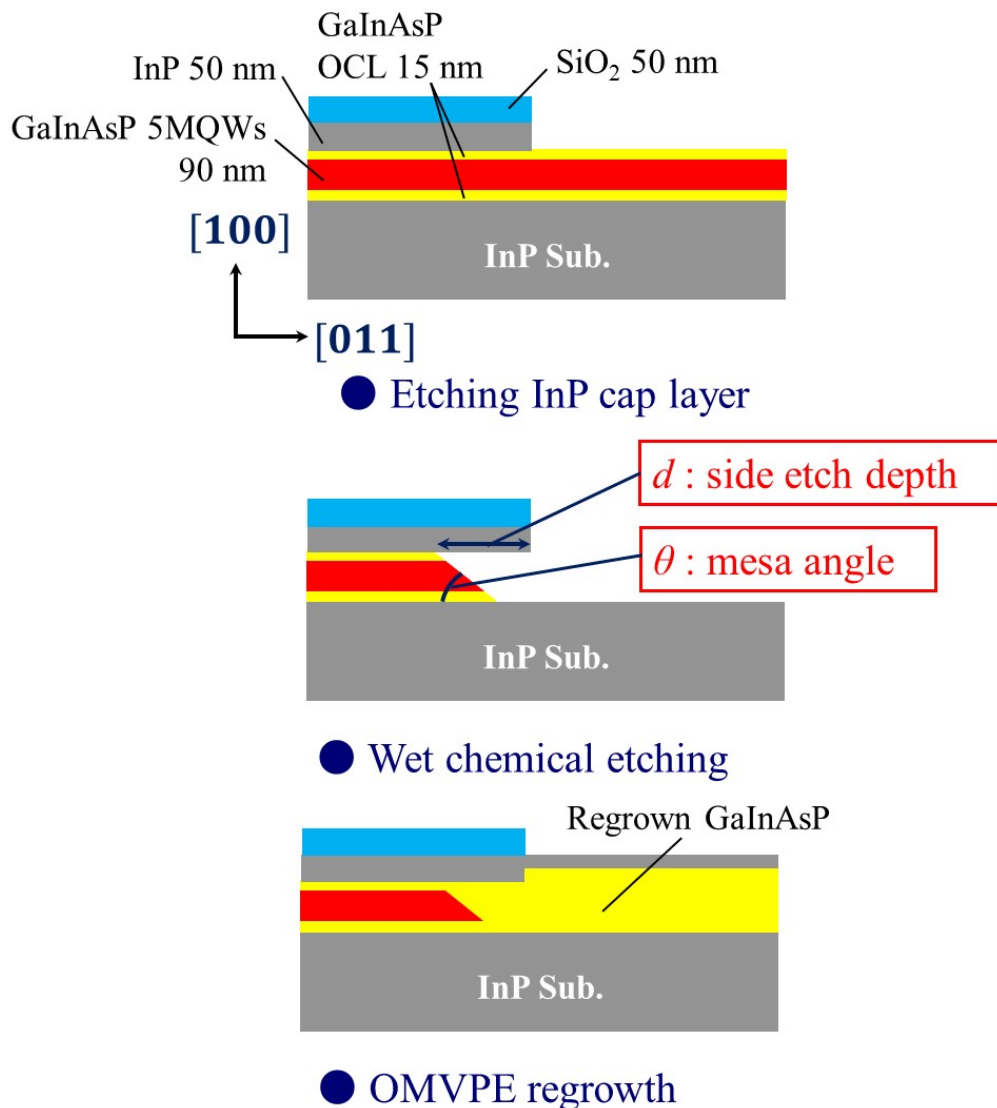 GaInAsP
OCL 15 nm
InP 50 nm
SiO₂ 50 nm
GaInAsP 5MQWs
90 nm
[100]
InP Sub.
[011]
● Etching InP cap layer
d : side etch depth
θ : mesa angle
InP Sub.
● Wet chemical etching
Regrown GaInAsP
InP Sub.
● OMVPE regrowth